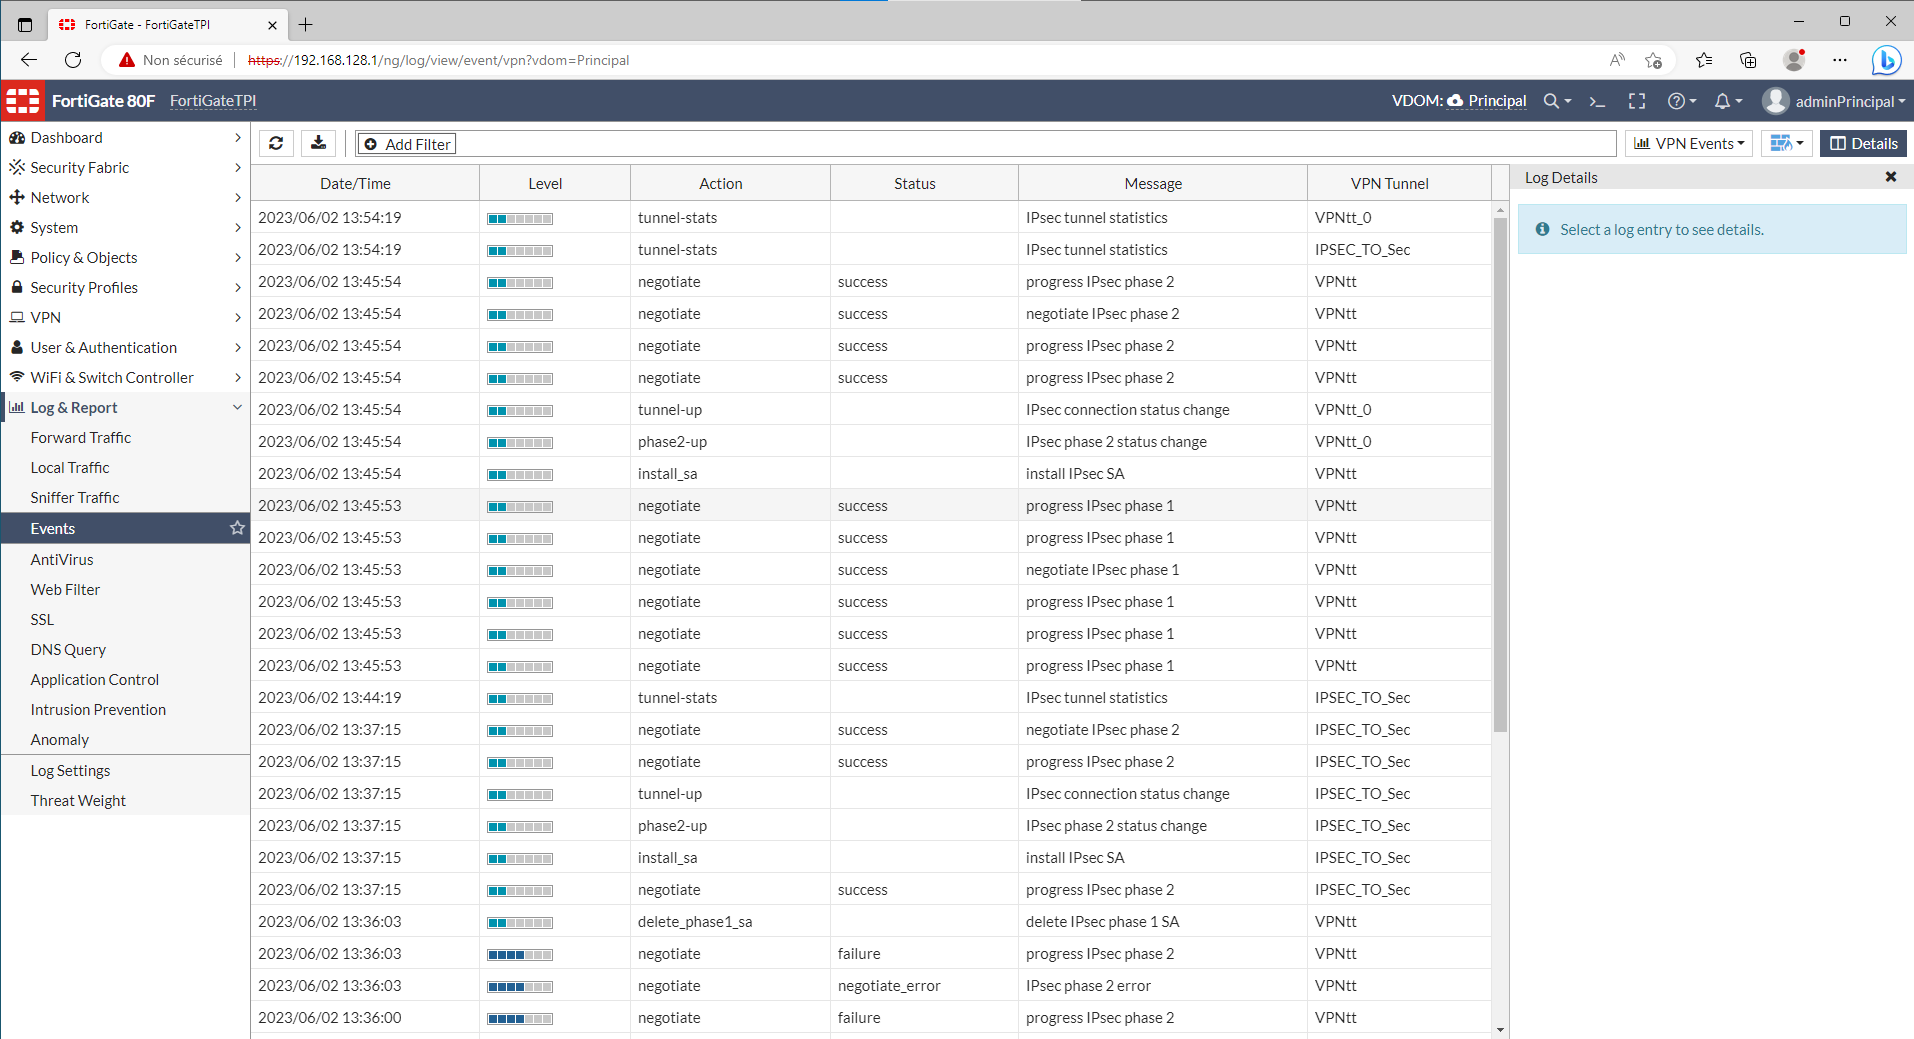 FortiGate - FortiGateTPI
Non sécurisé
https://192.168.128.1/ng/log/view/event/vpn?vdom=Principal
FortiGate 80F FortiGateTPI
VDOM: Principal
adminPrincipal
Dashboard
Security Fabric
Network
System
Policy & Objects
Security Profiles
VPN
User & Authentication
WiFi & Switch Controller
Log & Report
Forward Traffic
Local Traffic
Sniffer Traffic
Events
AntiVirus
Web Filter
SSL
DNS Query
Application Control
Intrusion Prevention
Anomaly
Log Settings
Threat Weight
Add Filter
VPN Events
Details
Date/Time Level Action Status Message VPN Tunnel
2023/06/02 13:54:19 tunnel-stats IPsec tunnel statistics VPNtt_0
2023/06/02 13:54:19 tunnel-stats IPsec tunnel statistics IPSEC_TO_Sec
2023/06/02 13:45:54 negotiate success progress IPsec phase 2 VPNtt
2023/06/02 13:45:54 negotiate success negotiate IPsec phase 2 VPNtt
2023/06/02 13:45:54 negotiate success progress IPsec phase 2 VPNtt
2023/06/02 13:45:54 negotiate success progress IPsec phase 2 VPNtt
2023/06/02 13:45:54 tunnel-up IPsec connection status change VPNtt_0
2023/06/02 13:45:54 phase2-up IPsec phase 2 status change VPNtt_0
2023/06/02 13:45:54 install_sa install IPsec SA VPNtt
2023/06/02 13:45:53 negotiate success progress IPsec phase 1 VPNtt
2023/06/02 13:45:53 negotiate success progress IPsec phase 1 VPNtt
2023/06/02 13:45:53 negotiate success negotiate IPsec phase 1 VPNtt
2023/06/02 13:45:53 negotiate success progress IPsec phase 1 VPNtt
2023/06/02 13:45:53 negotiate success progress IPsec phase 1 VPNtt
2023/06/02 13:45:53 negotiate success progress IPsec phase 1 VPNtt
2023/06/02 13:44:19 tunnel-stats IPsec tunnel statistics IPSEC_TO_Sec
2023/06/02 13:37:15 negotiate success negotiate IPsec phase 2 IPSEC_TO_Sec
2023/06/02 13:37:15 negotiate success progress IPsec phase 2 IPSEC_TO_Sec
2023/06/02 13:37:15 tunnel-up IPsec connection status change IPSEC_TO_Sec
2023/06/02 13:37:15 phase2-up IPsec phase 2 status change IPSEC_TO_Sec
2023/06/02 13:37:15 install_sa install IPsec SA IPSEC_TO_Sec
2023/06/02 13:37:15 negotiate success progress IPsec phase 2 IPSEC_TO_Sec
2023/06/02 13:36:03 delete_phase1_sa delete IPsec phase 1 SA VPNtt
2023/06/02 13:36:03 negotiate failure progress IPsec phase 2 VPNtt
2023/06/02 13:36:03 negotiate negotiate_error IPsec phase 2 error VPNtt
2023/06/02 13:36:00 negotiate failure progress IPsec phase 2 VPNtt
Log Details
Select a log entry to see details.